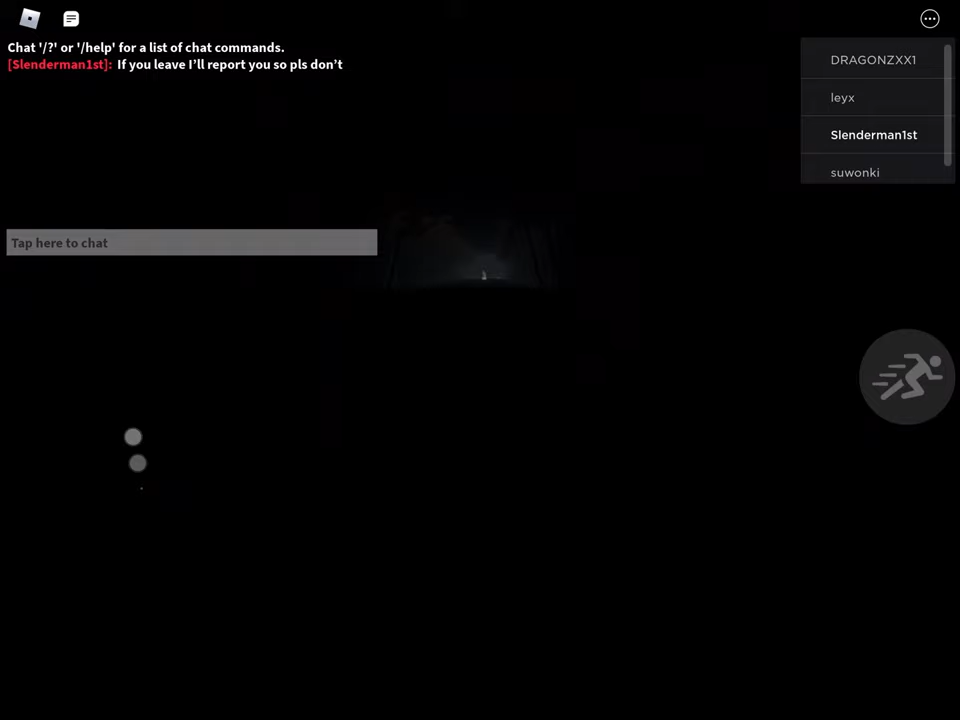 Chat '/?' or '/help' for a list of chat commands.
[Slenderman1st]: If you leave I'll report you so pls don't
DRAGONZXX1
leyx
Slenderman1st
suwonki
Tap here to chat